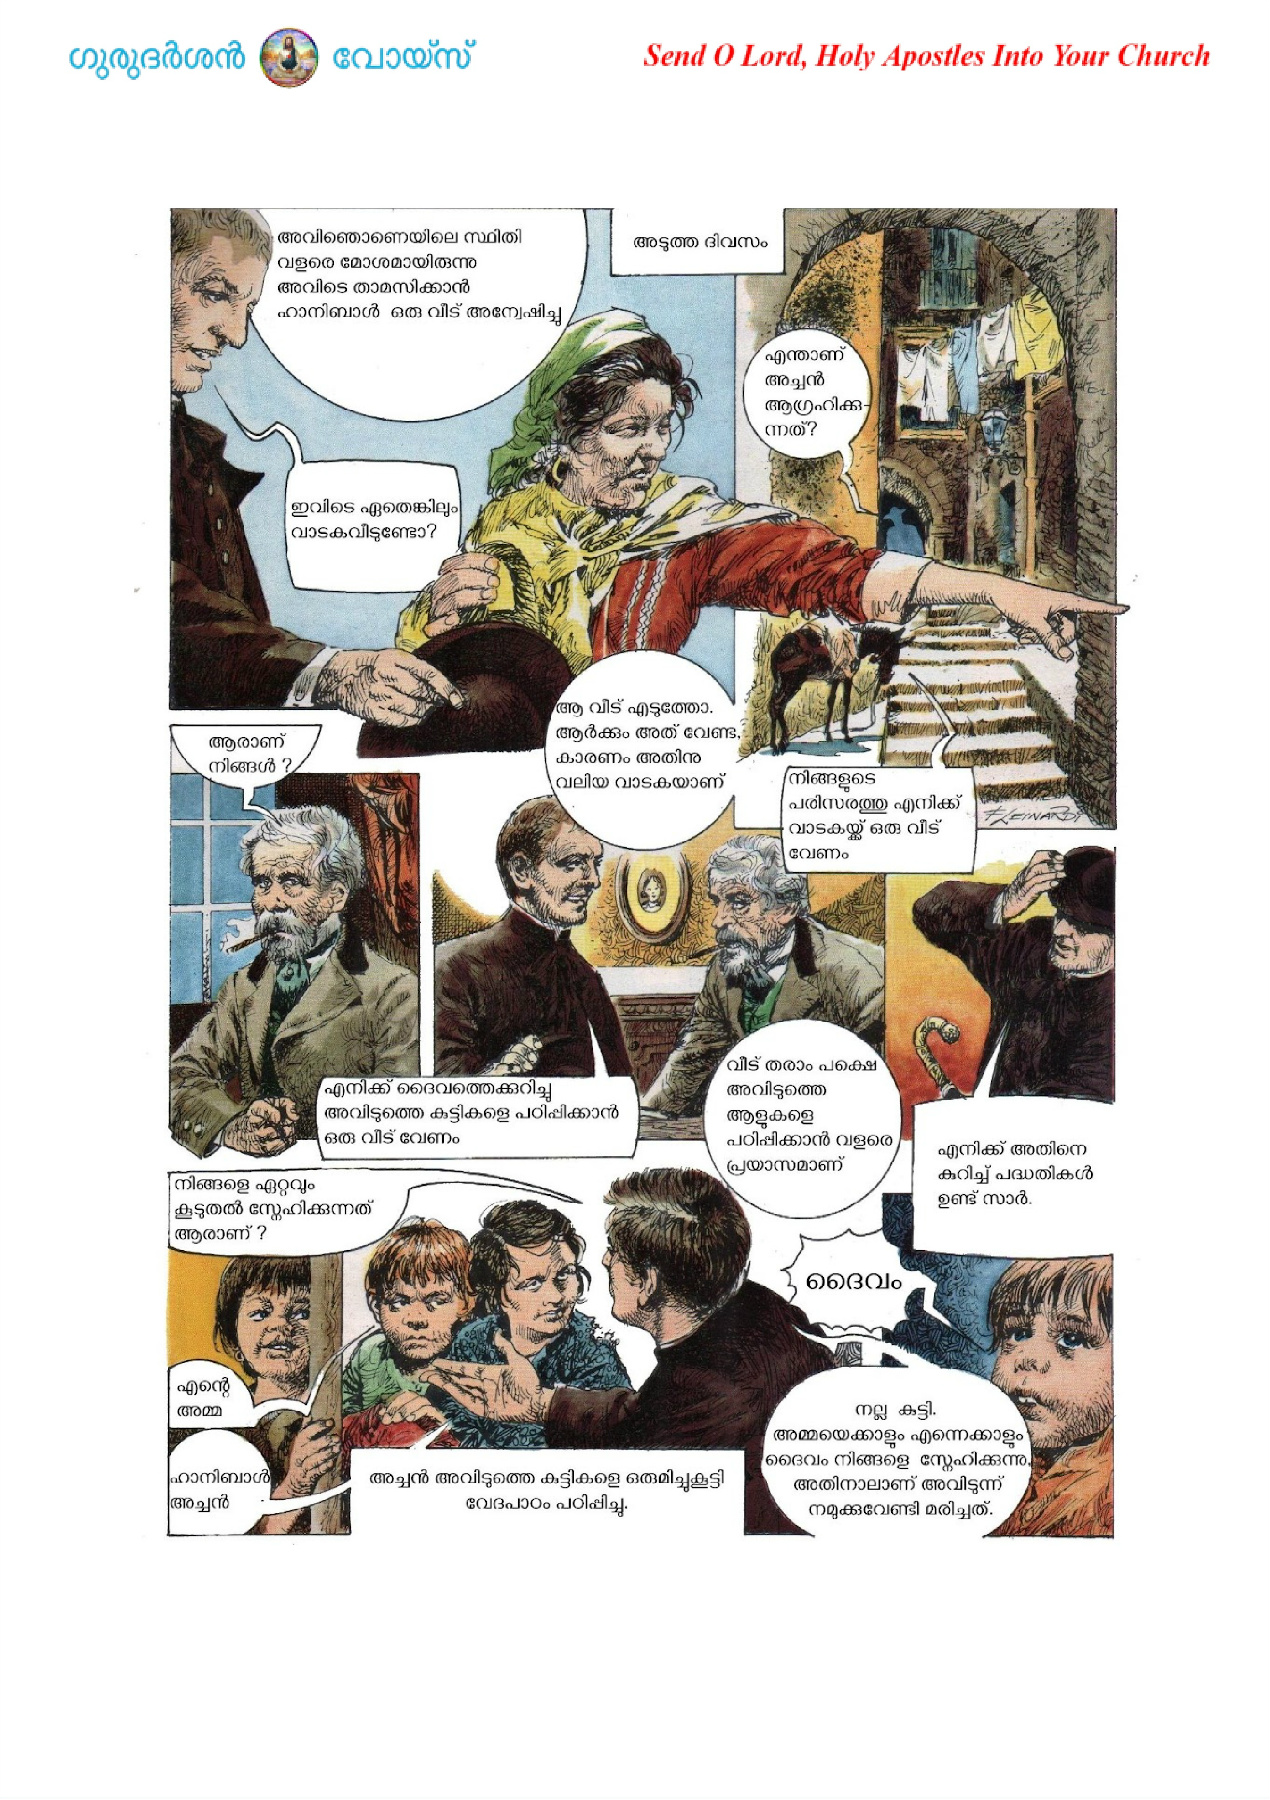 ഗുരുദർശൻ വോയ്സ്
Send O Lord, Holy Apostles Into Your Church
അവിഞൊണെയിലെ സ്ഥിതി
വളരെ മോശമായിരുന്നു
അവിടെ താമസിക്കാൻ
ഹാനിബാൾ ഒരു വീട് അന്വേഷിച്ചു
ഇവിടെ ഏതെങ്കിലും
വാടകവീടുണ്ടോ?
അടുത്ത ദിവസം
എന്താണ്
അച്ചൻ
ആഗ്രഹിക്കു-
ന്നത്?
നിങ്ങളുടെ
പരിസരത്തു എനിക്ക്
വാടകയ്ക്ക് ഒരു വീട്
വേണം
ആ വീട് എടുത്തോ.
ആർക്കും അത് വേണ്ട,
കാരണം അതിനു
വലിയ വാടകയാണ്
ആരാണ്
നിങ്ങൾ ?
എനിക്ക് ദൈവത്തെക്കുറിച്ചു
അവിടുത്തെ കുട്ടികളെ പഠിപ്പിക്കാൻ
ഒരു വീട് വേണം
വീട് തരാം പക്ഷെ
അവിടുത്തെ
ആളുകളെ
പഠിപ്പിക്കാൻ വളരെ
പ്രയാസമാണ്
എനിക്ക് അതിനെ
കുറിച്ച് പദ്ധതികൾ
ഉണ്ട് സാർ.
നിങ്ങളെ ഏറ്റവും
കൂടുതൽ സ്നേഹിക്കുന്നത്
ആരാണ് ?
എന്റെ
അമ്മ
ഹാനിബാൾ
അച്ചൻ
അച്ചൻ അവിടുത്തെ കുട്ടികളെ ഒരുമിച്ചുകൂട്ടി
വേദപാഠം പഠിപ്പിച്ചു.
ദൈവം
നല്ല കുട്ടി.
അമ്മയെക്കാളും എന്നെക്കാളും
ദൈവം നിങ്ങളെ സ്നേഹിക്കുന്നു,
അതിനാലാണ് അവിടുന്ന്
നമുക്കുവേണ്ടി മരിച്ചത്.